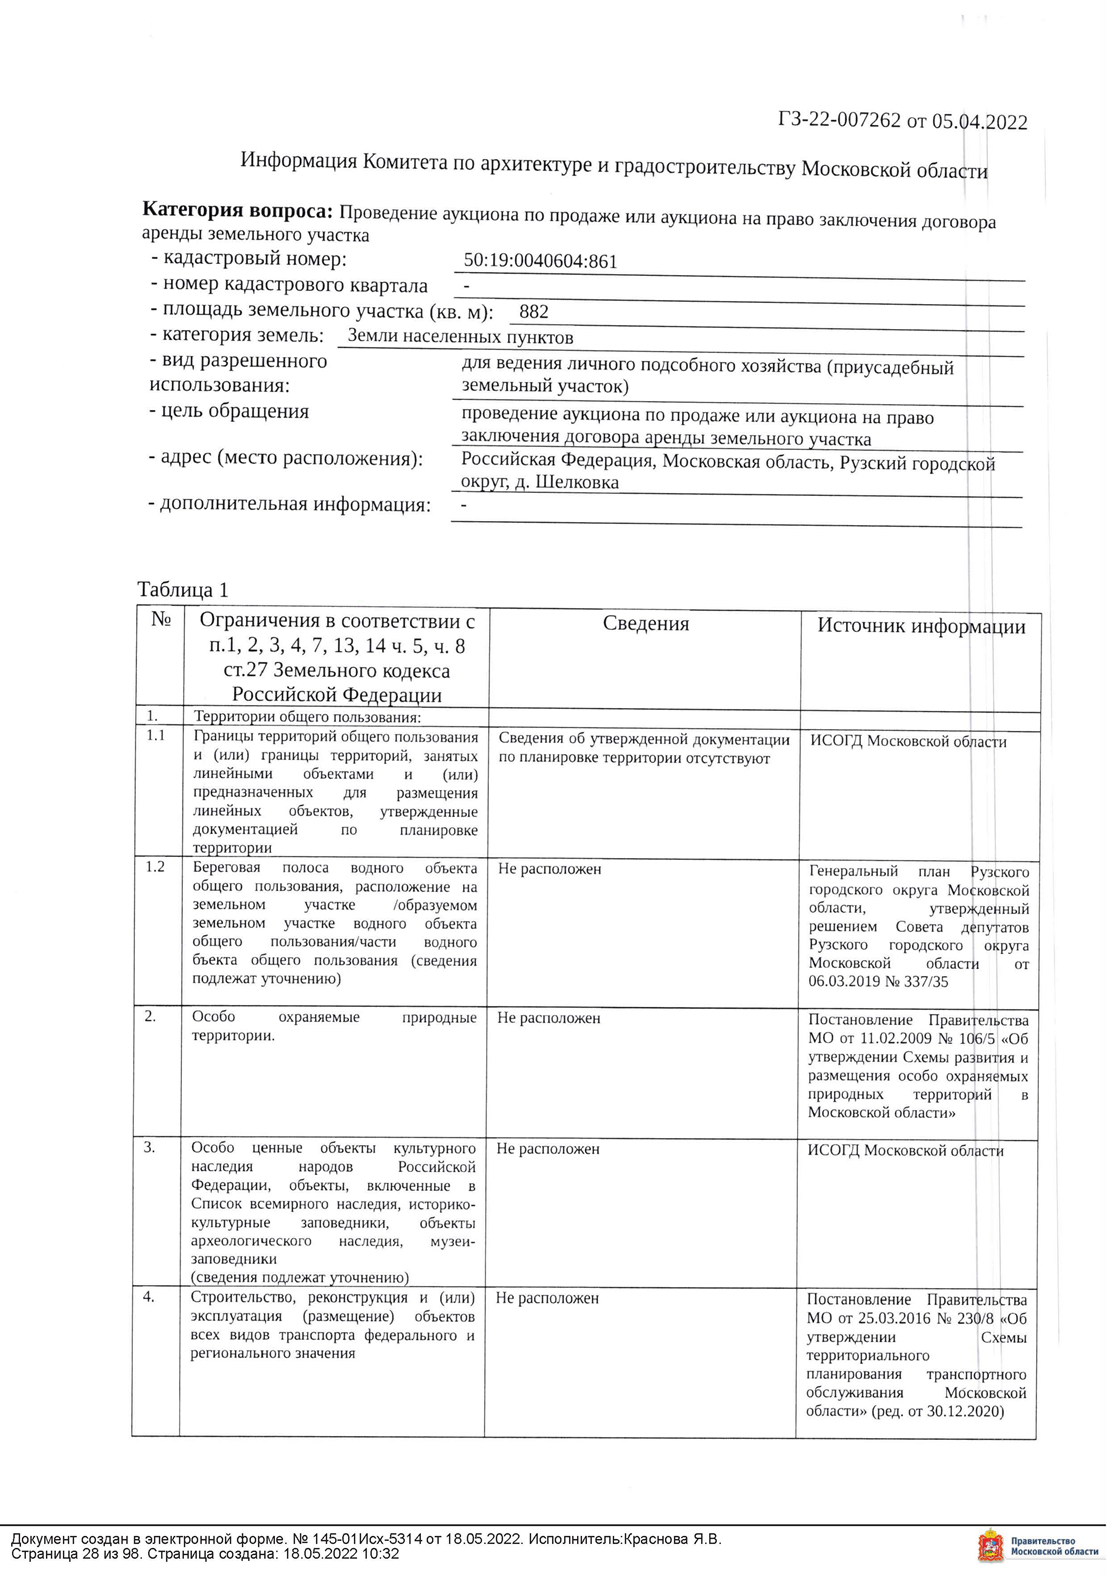 ГЗ-22-007262 от 05.04.2022
Информация Комитета по архитектуре и градостроительству Московской области
Категория вопроса: Проведение аукциона по продаже или аукциона на право заключения договора
аренды земельного участка
- кадастровый номер: 50:19:0040604:861
- номер кадастрового квартала -
- площадь земельного участка (кв. м): 882
- категория земель: Земли населенных пунктов
- вид разрешенного
использования:
для ведения личного подсобного хозяйства (приусадебный
земельный участок)
- цель обращения
проведение аукциона по продаже или аукциона на право
заключения договора аренды земельного участка
- адрес (место расположения):
Российская Федерация, Московская область, Рузский городской
округ, д. Шелковка
- дополнительная информация: -
Таблица 1
№
Ограничения в соответствии с
п.1, 2, 3, 4, 7, 13, 14 ч. 5, ч. 8
ст.27 Земельного кодекса
Российской Федерации
Сведения
Источник информации
1. Территории общего пользования:
1.1
Границы территорий общего пользования
и (или) границы территорий, занятых
линейными объектами и (или)
предназначенных для размещения
линейных объектов, утвержденные
документацией по планировке
территории
Сведения об утвержденной документации
по планировке территории отсутствуют
ИСОГД Московской области
1.2
Береговая полоса водного объекта
общего пользования, расположение на
земельном участке /образуемом
земельном участке водного объекта
общего пользования/части водного
бъекта общего пользования (сведения
подлежат уточнению)
Не расположен
Генеральный план Рузского
городского округа Московской
области, утвержденный
решением Совета депутатов
Рузского городского округа
Московской области от
06.03.2019 № 337/35
2.
Особо охраняемые природные
территории.
Не расположен
Постановление Правительства
МО от 11.02.2009 № 106/5 «Об
утверждении Схемы развития и
размещения особо охраняемых
природных территорий в
Московской области»
3.
Особо ценные объекты культурного
наследия народов Российской
Федерации, объекты, включенные в
Список всемирного наследия, историко-
культурные заповедники, объекты
археологического наследия, музеи-
заповедники
(сведения подлежат уточнению)
Не расположен
ИСОГД Московской области
4.
Строительство, реконструкция и (или)
эксплуатация (размещение) объектов
всех видов транспорта федерального и
регионального значения
Не расположен
Постановление Правительства
МО от 25.03.2016 № 230/8 «Об
утверждении Схемы
территориального
планирования транспортного
обслуживания Московской
области» (ред. от 30.12.2020)
Документ создан в электронной форме. № 145-01Исх-5314 от 18.05.2022. Исполнитель:Краснова Я.В.
Страница 28 из 98. Страница создана: 18.05.2022 10:32
Правительство
Московской области